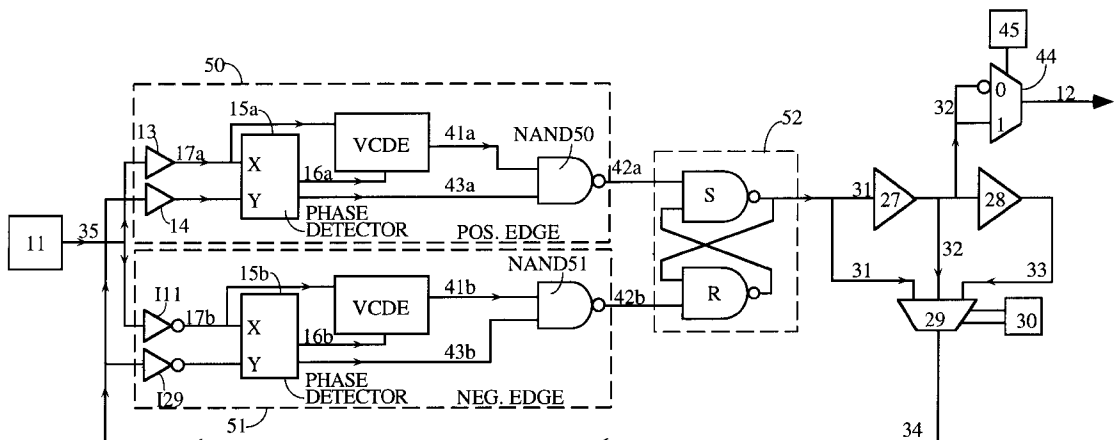 50
45
44
15a
0
12
13
VCDE
41a
NAND50
52
32
1
17a
X
16a
42a
S
Y
43a
31
27
28
11
35
14
PHASE
DETECTOR
POS. EDGE
32
15b
NAND51
31
33
I11
VCDE
41b
R
17b
X
42b
29
30
16b
Y
43b
I29
PHASE
DETECTOR
NEG. EDGE
51
34